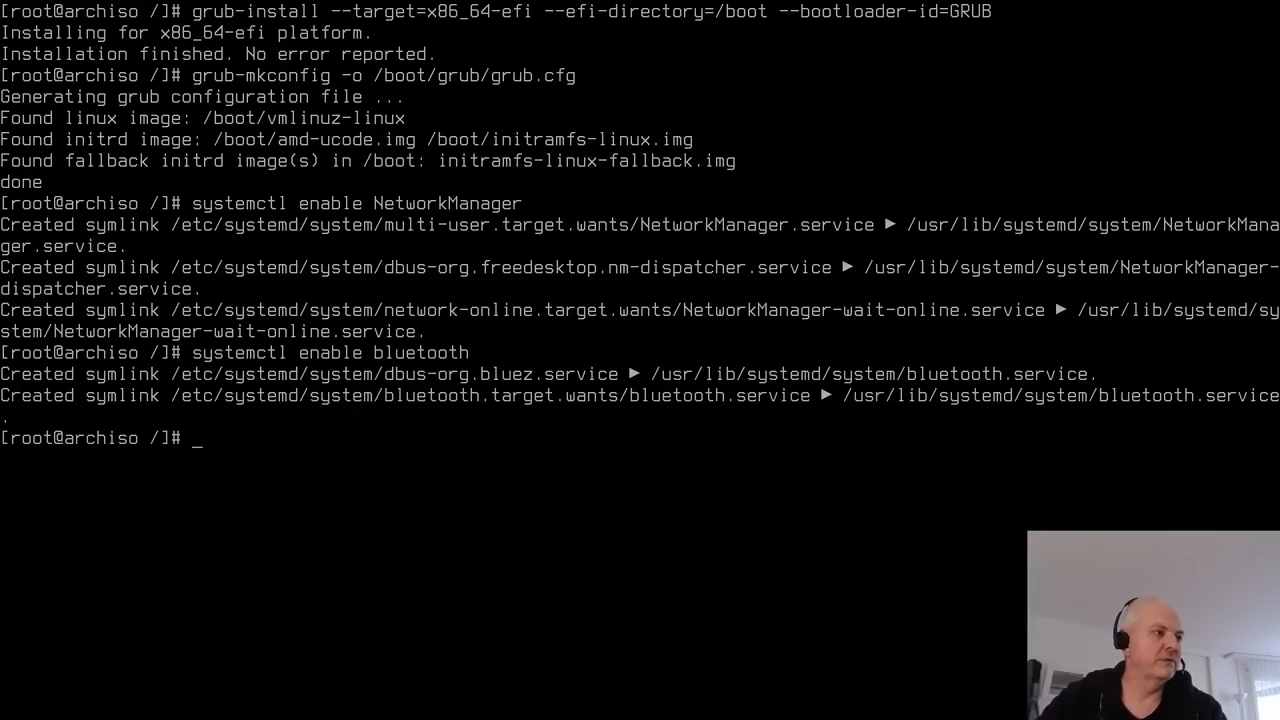 [root@archiso /]# grub-install --target=x86_64-efi --efi-directory=/boot --bootloader-id=GRUB
Installing for x86_64-efi platform.
Installation finished. No error reported.
[root@archiso /]# grub-mkconfig -o /boot/grub/grub.cfg
Generating grub configuration file ...
Found linux image: /boot/vmlinuz-linux
Found initrd image: /boot/amd-ucode.img /boot/initramfs-linux.img
Found fallback initrd image(s) in /boot: initramfs-linux-fallback.img
done
[root@archiso /]# systemctl enable NetworkManager
Created symlink /etc/systemd/system/multi-user.target.wants/NetworkManager.service ► /usr/lib/systemd/system/NetworkMana
ger.service.
Created symlink /etc/systemd/system/dbus-org.freedesktop.nm-dispatcher.service ► /usr/lib/systemd/system/NetworkManager-
dispatcher.service.
Created symlink /etc/systemd/system/network-online.target.wants/NetworkManager-wait-online.service ► /usr/lib/systemd/sy
stem/NetworkManager-wait-online.service.
[root@archiso /]# systemctl enable bluetooth
Created symlink /etc/systemd/system/dbus-org.bluez.service ► /usr/lib/systemd/system/bluetooth.service.
Created symlink /etc/systemd/system/bluetooth.target.wants/bluetooth.service ► /usr/lib/systemd/system/bluetooth.service
.
[root@archiso /]# _